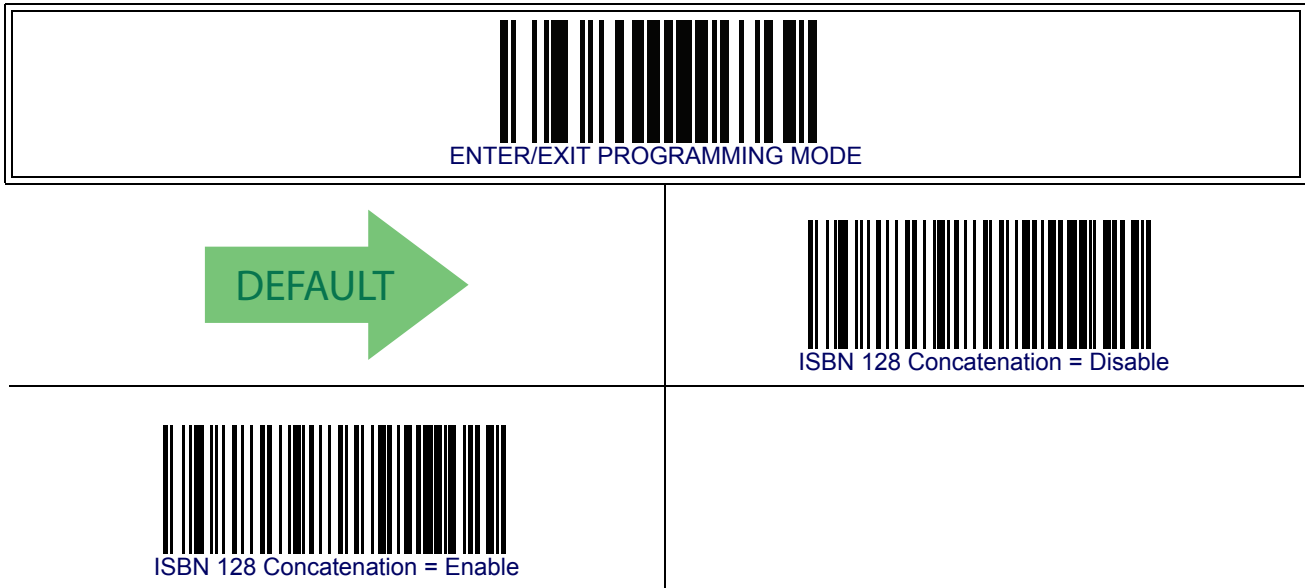 ENTER/EXIT PROGRAMMING MODE
DEFAULT
ISBN 128 Concatenation = Disable
ISBN 128 Concatenation = Enable